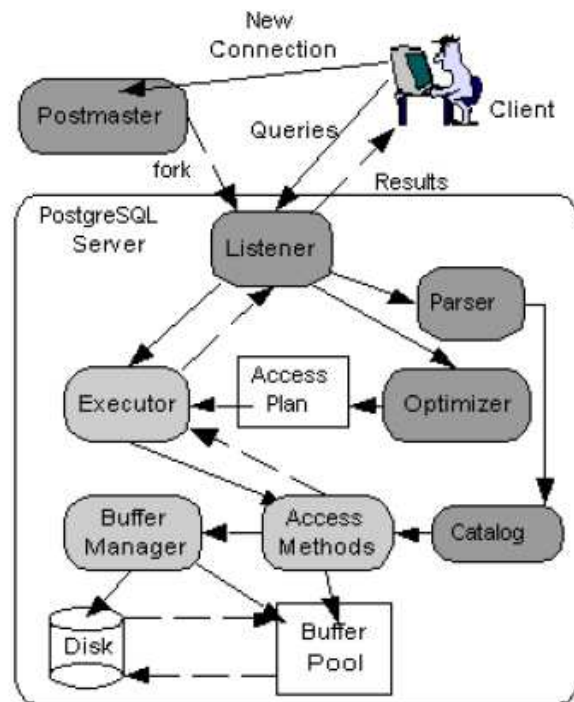 New
Connection
Postmaster
Queries
Client
fork
Results
PostgreSQL
Server
Listener
Parser
Executor
Access
Plan
Optimizer
Buffer
Manager
Access
Methods
Catalog
Disk
Buffer
Pool